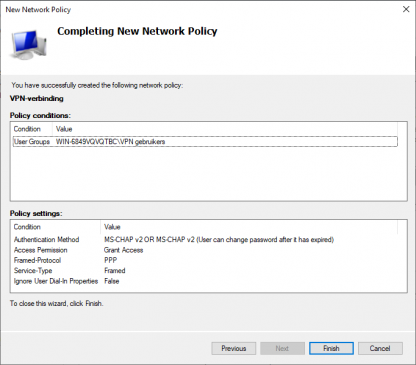 New Network Policy
Completing New Network Policy
You have successfully created the following network policy:
VPN-verbinding
Policy conditions:
Condition Value
User Groups WIN-6849VQVQTBC\VPN gebruikers
Policy settings:
Condition Value
Authentication Method MS-CHAP v2 OR MS-CHAP v2 (User can change password after it has expired)
Access Permission Grant Access
Framed-Protocol PPP
Service-Type Framed
Ignore User Dial-In Properties False
To close this wizard, click Finish.
Previous Next Finish Cancel